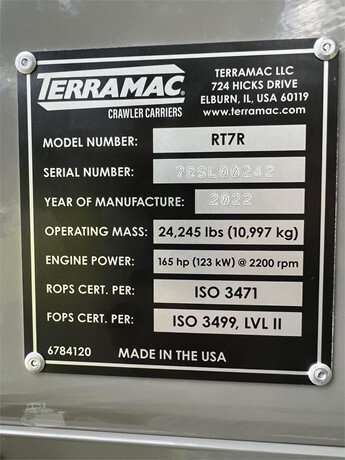 TERRAMAC®
CRAWLER CARRIERS
TERRAMAC LLC
724 HICKS DRIVE
ELBURN, IL, USA 60119
www.terramac.com
MODEL NUMBER: RT7R
SERIAL NUMBER: 7RSL00242
YEAR OF MANUFACTURE: 2022
OPERATING MASS: 24,245 lbs (10,997 kg)
ENGINE POWER: 165 hp (123 kW) @ 2200 rpm
ROPS CERT. PER: ISO 3471
FOPS CERT. PER: ISO 3499, LVL II
6784120 MADE IN THE USA